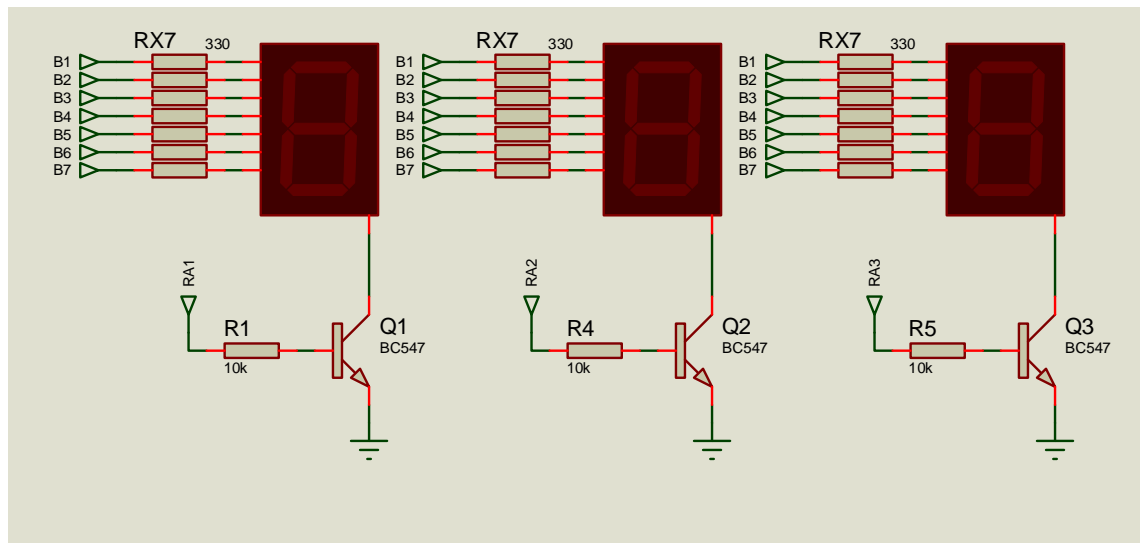 RX7 330
B1
B2
B3
B4
B5
B6
B7
RA1
R1
10k
Q1
BC547
RX7 330
B1
B2
B3
B4
B5
B6
B7
RA2
R4
10k
Q2
BC547
RX7 330
B1
B2
B3
B4
B5
B6
B7
RA3
R5
10k
Q3
BC547